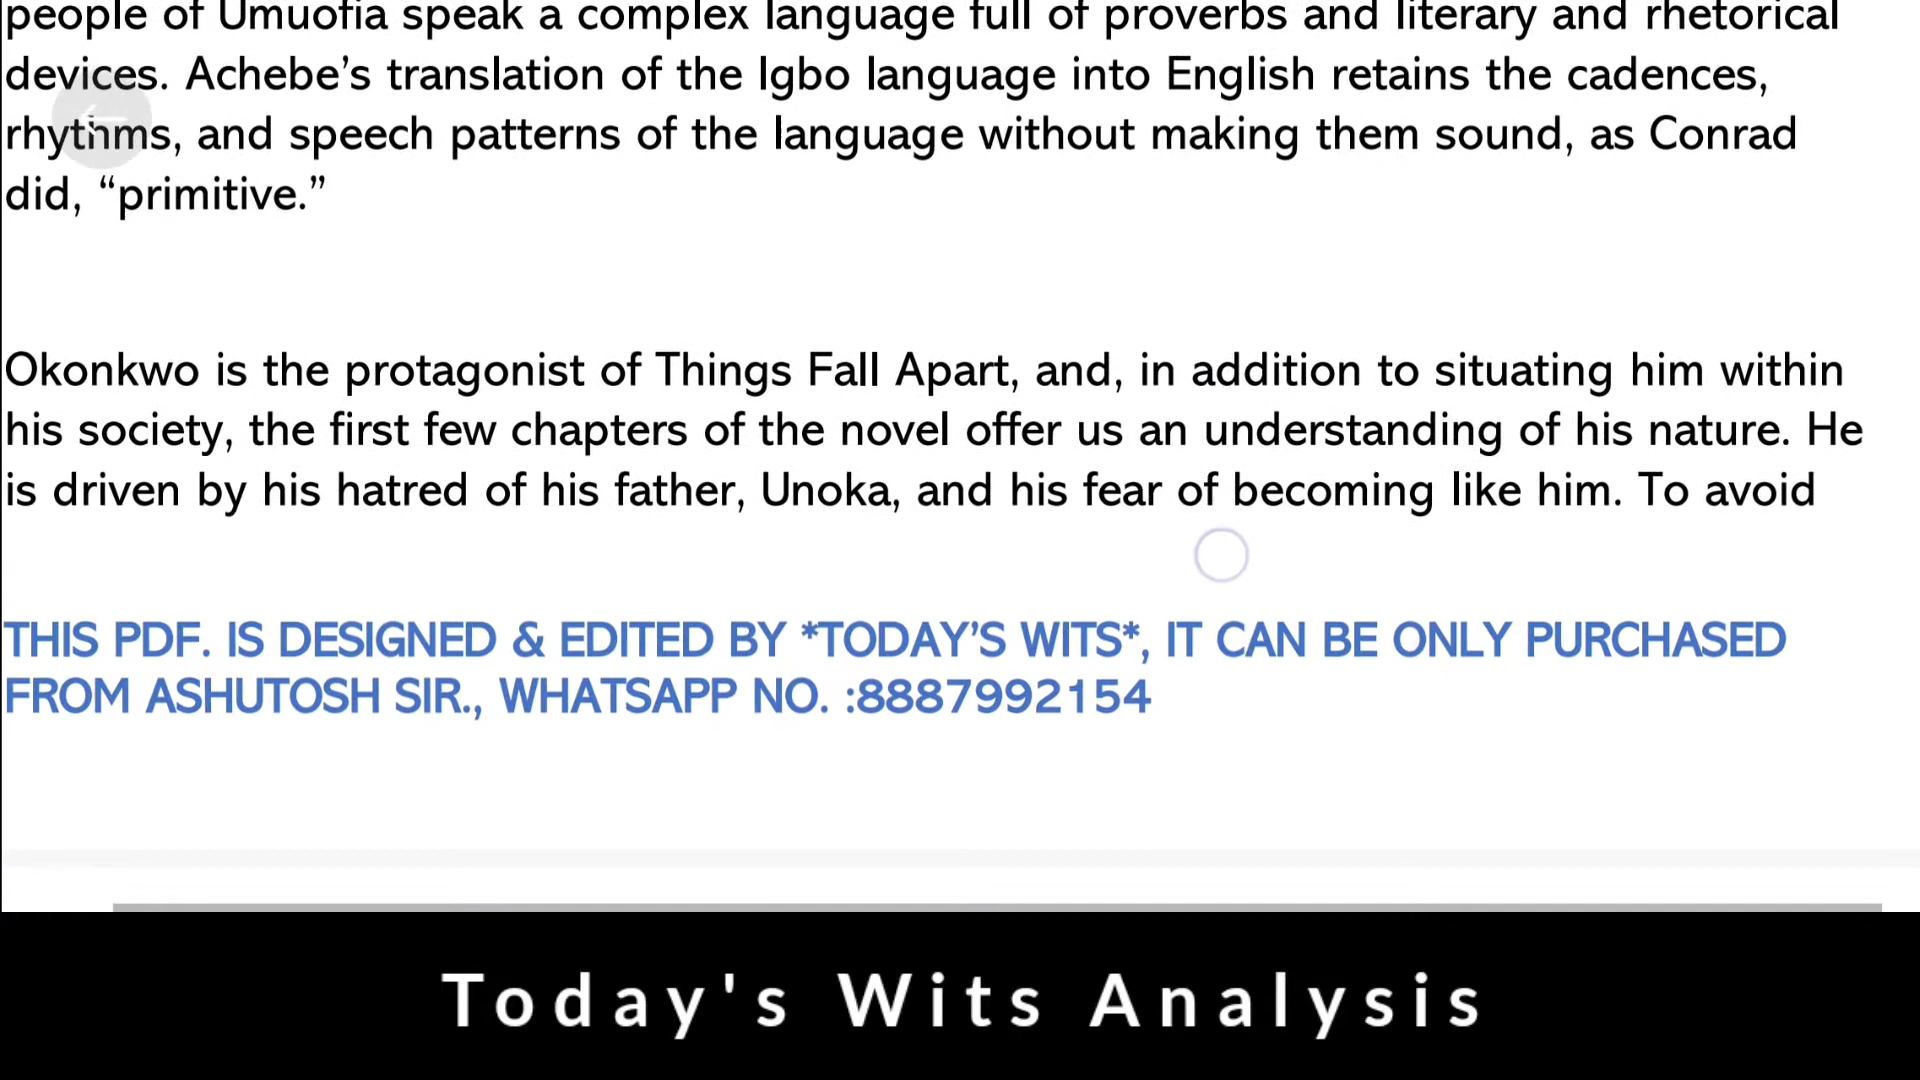 people of Umuofia speak a complex language full of proverbs and literary and rhetorical
devices. Achebe’s translation of the Igbo language into English retains the cadences,
rhythms, and speech patterns of the language without making them sound, as Conrad
did, “primitive.”
Okonkwo is the protagonist of Things Fall Apart, and, in addition to situating him within
his society, the first few chapters of the novel offer us an understanding of his nature. He
is driven by his hatred of his father, Unoka, and his fear of becoming like him. To avoid
THIS PDF. IS DESIGNED & EDITED BY *TODAY’S WITS*, IT CAN BE ONLY PURCHASED
FROM ASHUTOSH SIR., WHATSAPP NO. :8887992154
Today's Wits Analysis